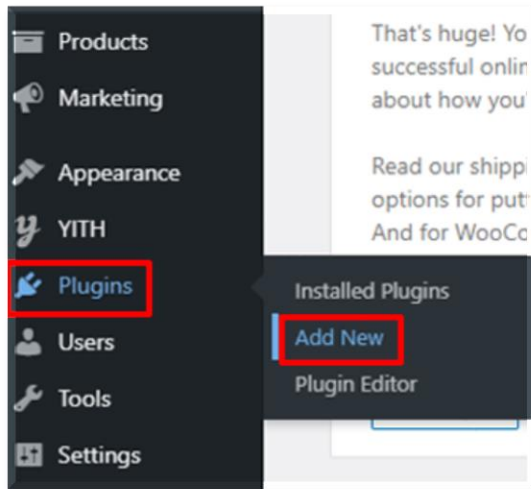 Products
Marketing
Appearance
YITH
Plugins
Users
Tools
Settings
Installed Plugins
Add New
Plugin Editor
That's huge! Yo
successful onlin
about how you'
Read our shippi
options for put
And for WooCo